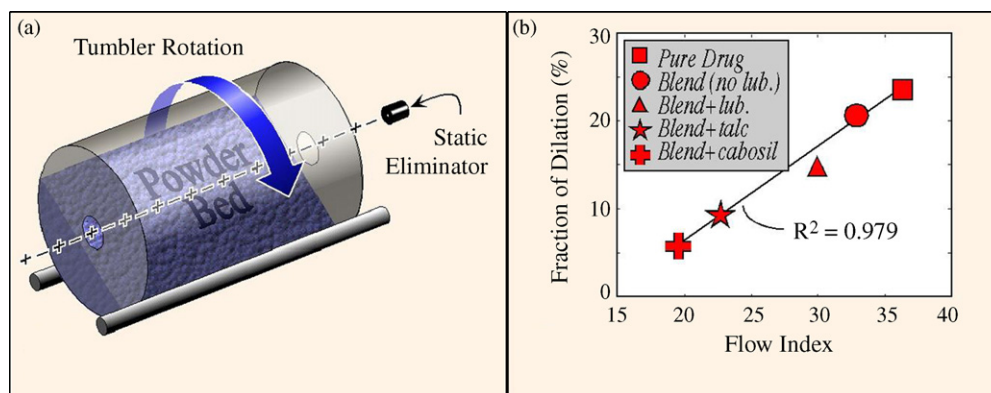 (a)
Tumbler Rotation
Static
Eliminator
Powder
Bed
(b)
Fraction of Dilation (%)
30
20
10
0
Pure Drug
Blend (no lub.)
Blend+lub.
Blend+talc
Blend+cabosil
R² = 0.979
15 20 25 30 35 40
Flow Index